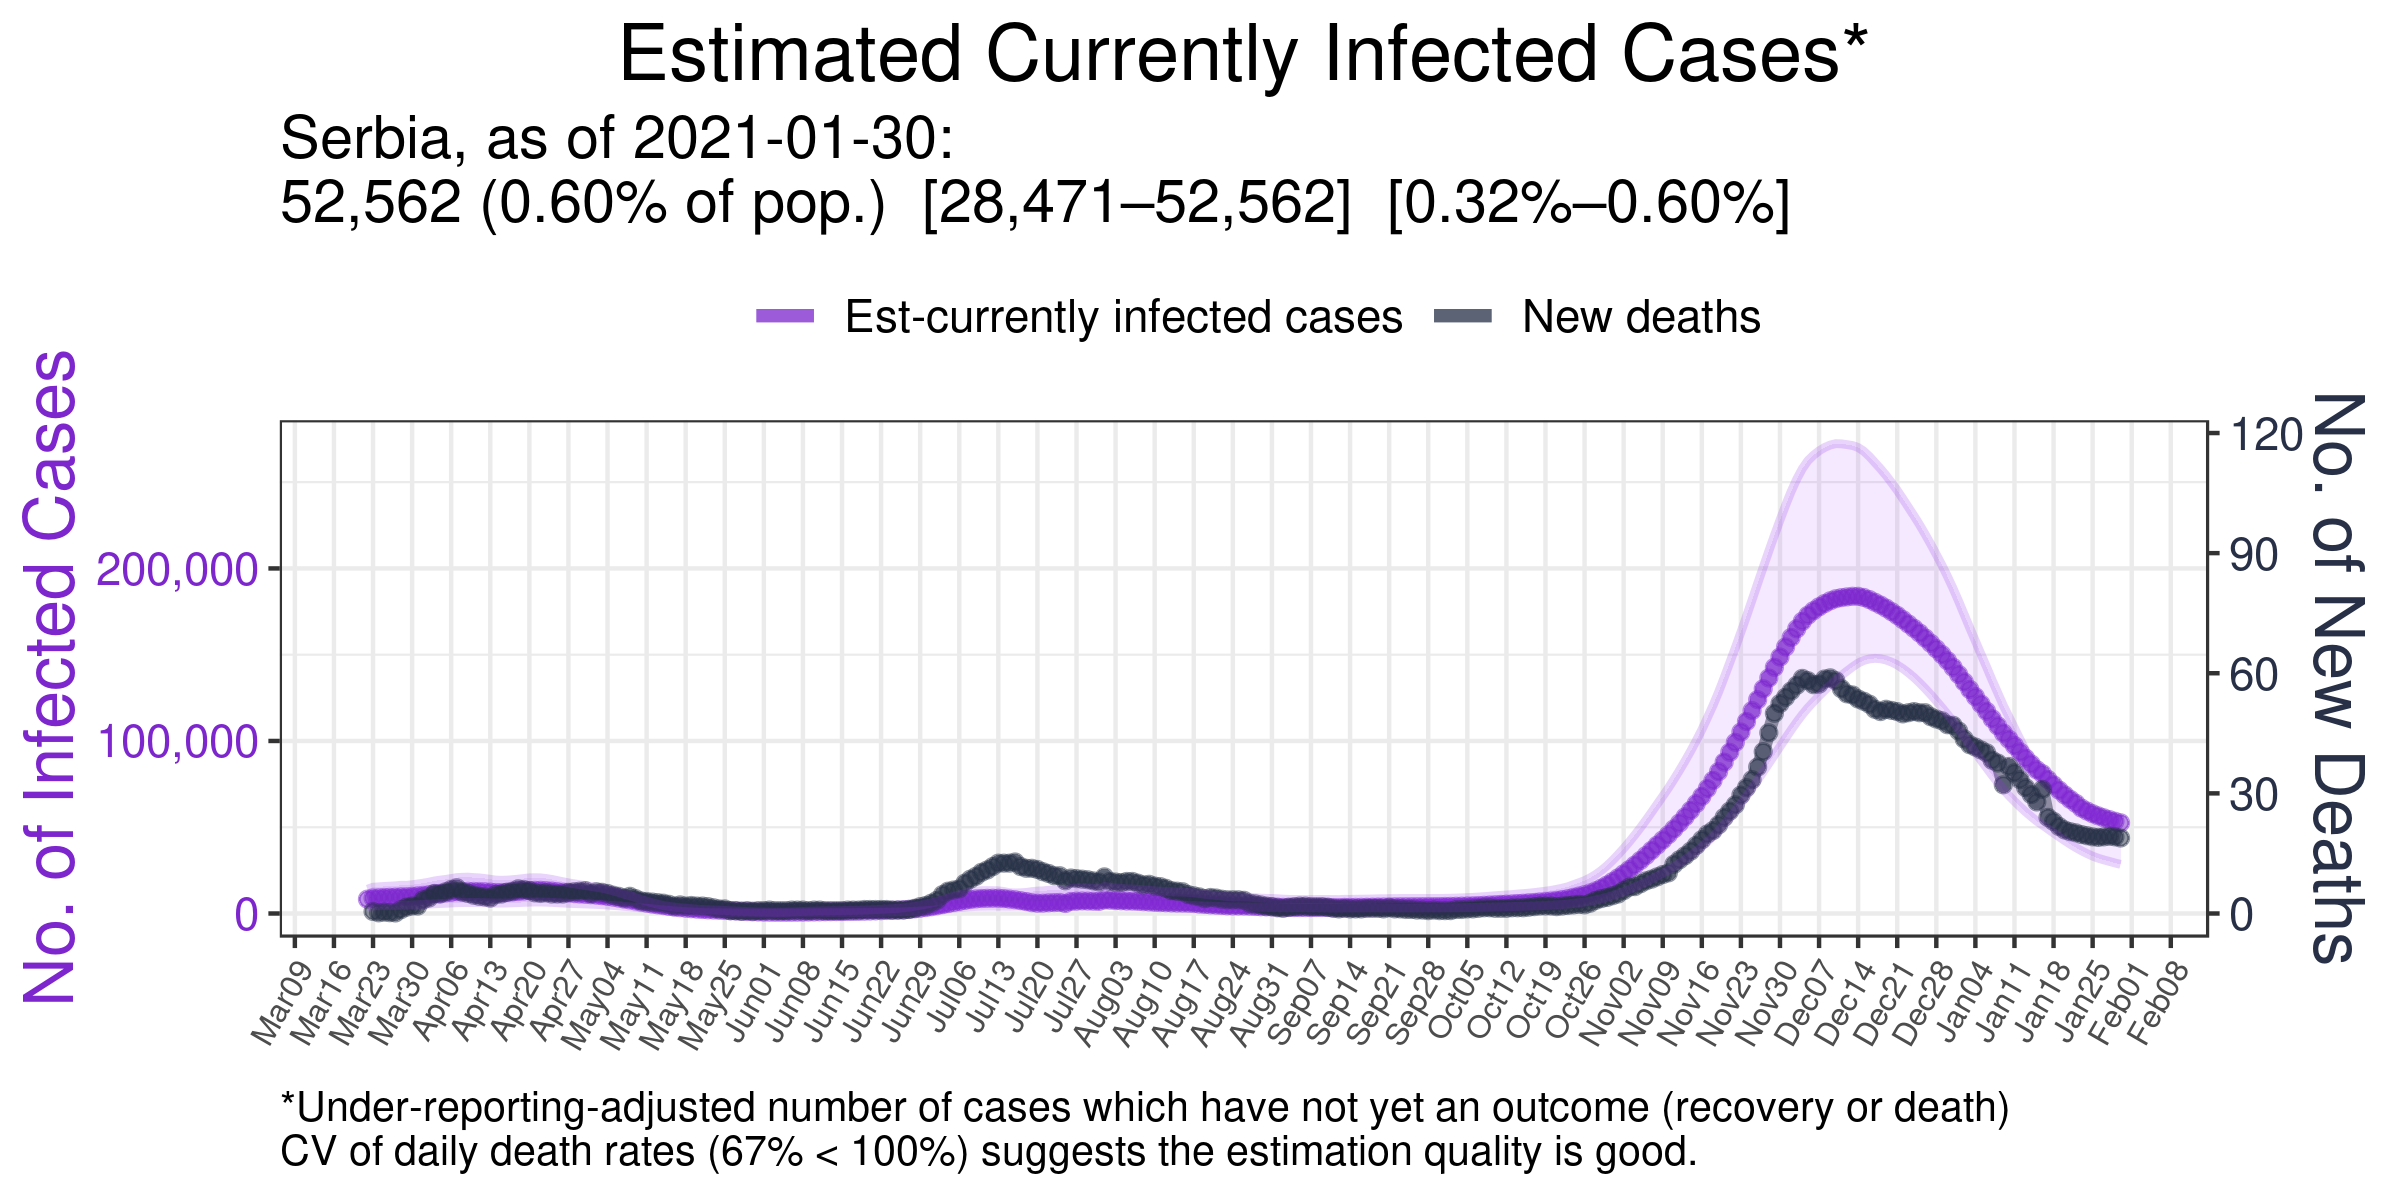 Estimated Currently Infected Cases*
Serbia, as of 2021-01-30:
52,562 (0.60% of pop.) [28,471–52,562] [0.32%–0.60%]
Est-currently infected cases
New deaths
No. of Infected Cases
200,000
100,000
0
120
90
60
30
0
No. of New Deaths
Mar09
Mar16
Mar23
Mar30
Apr06
Apr13
Apr20
Apr27
May04
May11
May18
May25
Jun01
Jun08
Jun15
Jun22
Jun29
Jul06
Jul13
Jul20
Jul27
Aug03
Aug10
Aug17
Aug24
Aug31
Sep07
Sep14
Sep21
Sep28
Oct05
Oct12
Oct19
Oct26
Nov02
Nov09
Nov16
Nov23
Nov30
Dec07
Dec14
Dec21
Dec28
Jan04
Jan11
Jan18
Jan25
Feb01
Feb08
*Under-reporting-adjusted number of cases which have not yet an outcome (recovery or death)
CV of daily death rates (67% < 100%) suggests the estimation quality is good.